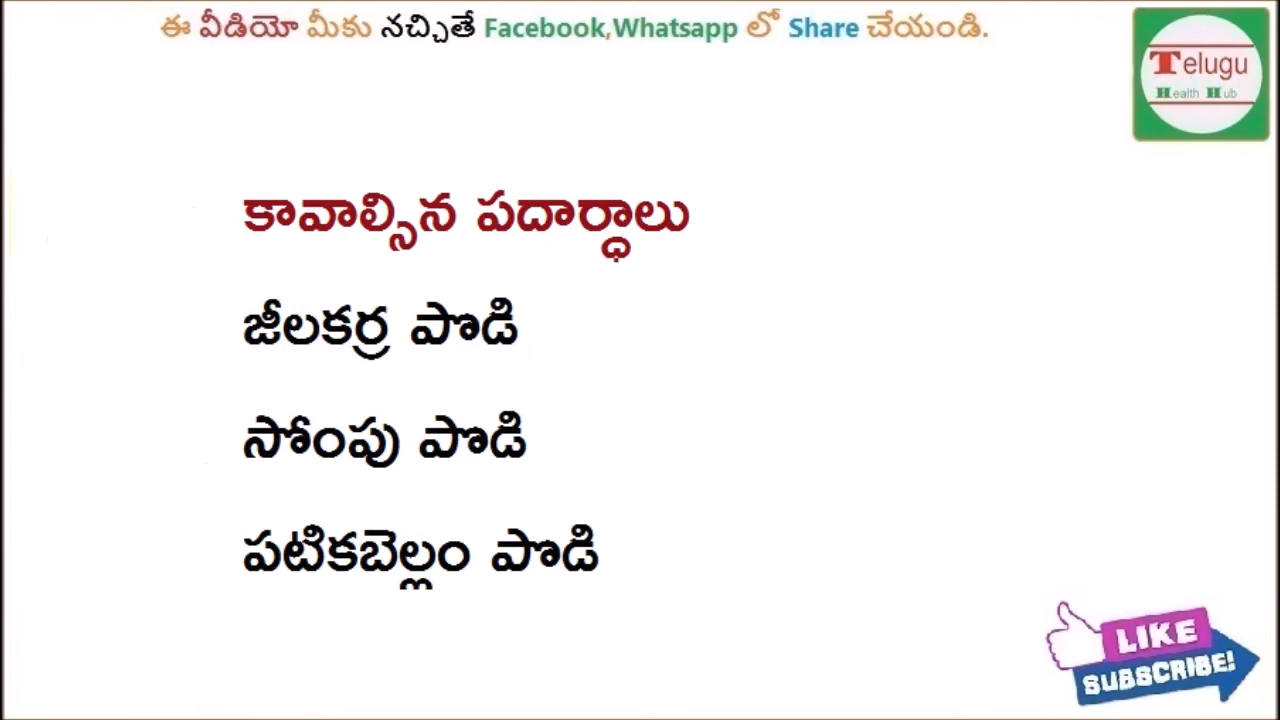 ఈ వీడియో మీకు నచ్చితే Facebook,Whatsapp లో Share చేయండి.
Telugu
Health Hub
కావాల్సిన పదార్ధాలు
జీలకర్ర పొడి
సోంపు పొడి
పటికబెల్లం పొడి
LIKE
SUBSCRIBE!